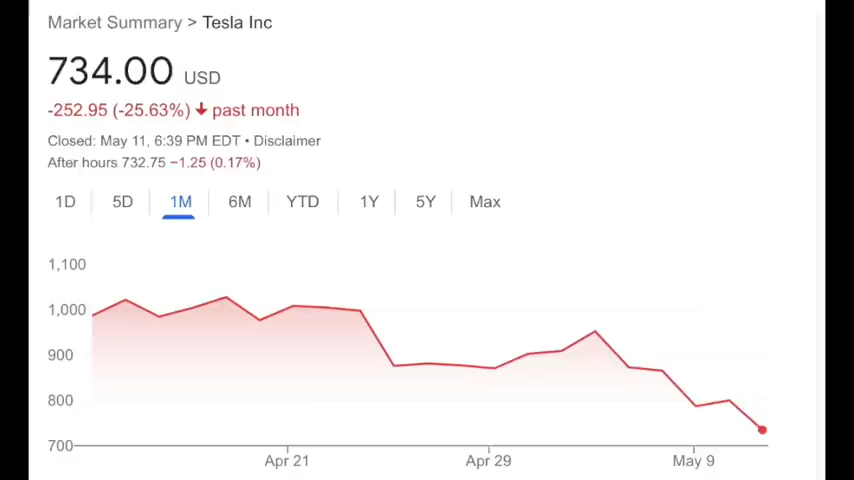 Market Summary > Tesla Inc
734.00 USD
-252.95 (-25.63%) ↓ past month
Closed: May 11, 6:39 PM EDT • Disclaimer
After hours 732.75 −1.25 (0.17%)
1D 5D 1M 6M YTD 1Y 5Y Max
1,100
1,000
900
800
700
Apr 21 Apr 29 May 9